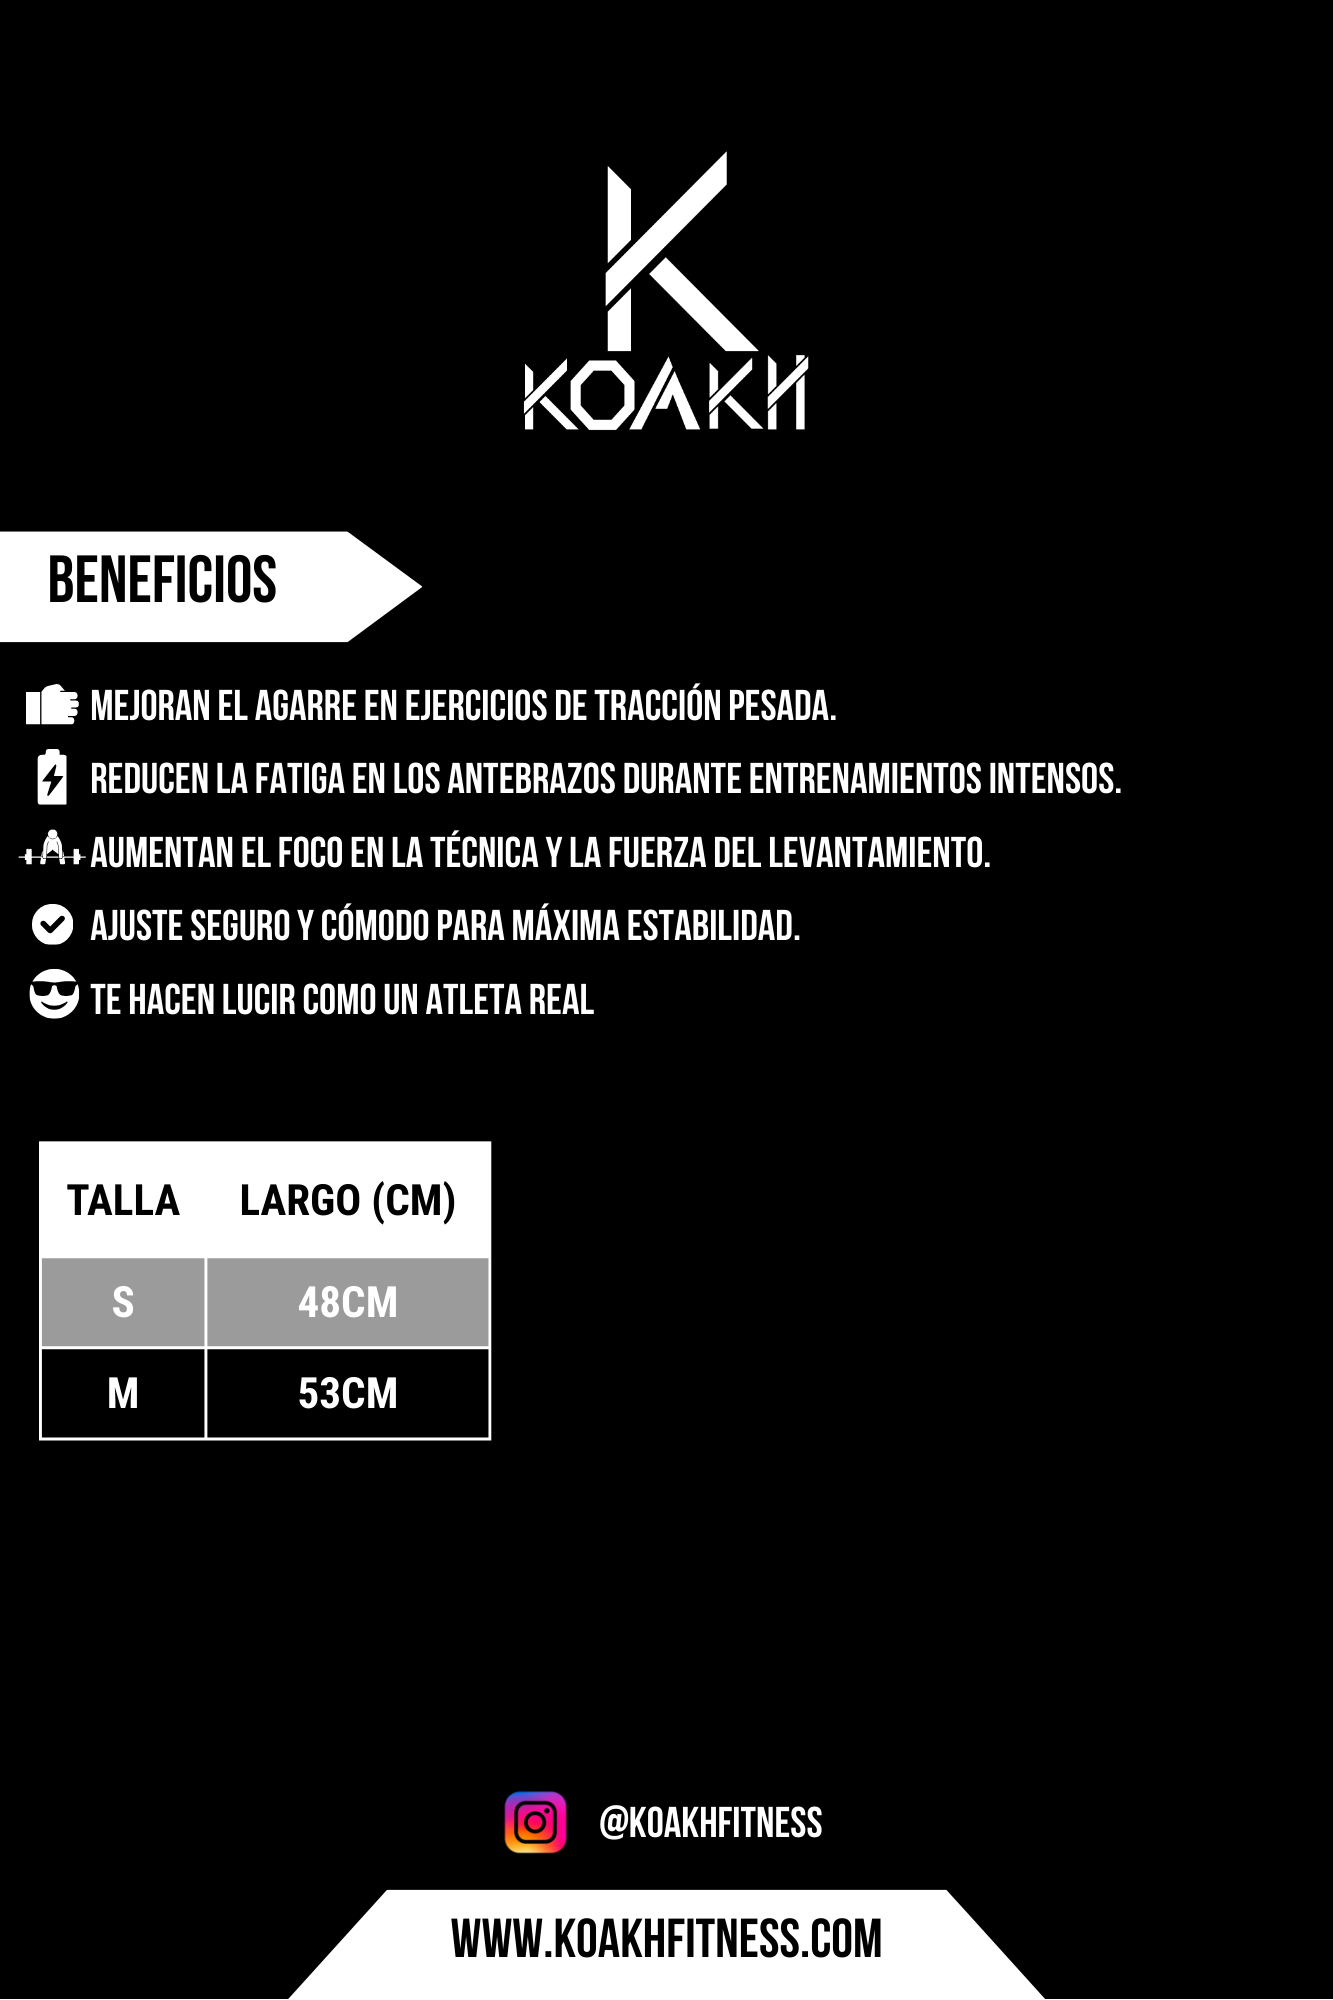 K
KOAKH
BENEFICIOS
MEJORAN EL AGARRE EN EJERCICIOS DE TRACCIÓN PESADA.
REDUCEN LA FATIGA EN LOS ANTEBRAZOS DURANTE ENTRENAMIENTOS INTENSOS.
AUMENTAN EL FOCO EN LA TÉCNICA Y LA FUERZA DEL LEVANTAMIENTO.
AJUSTE SEGURO Y CÓMODO PARA MÁXIMA ESTABILIDAD.
TE HACEN LUCIR COMO UN ATLETA REAL
TALLA LARGO (CM)
S 48CM
M 53CM
@KOAKHFITNESS
WWW.KOAKHFITNESS.COM